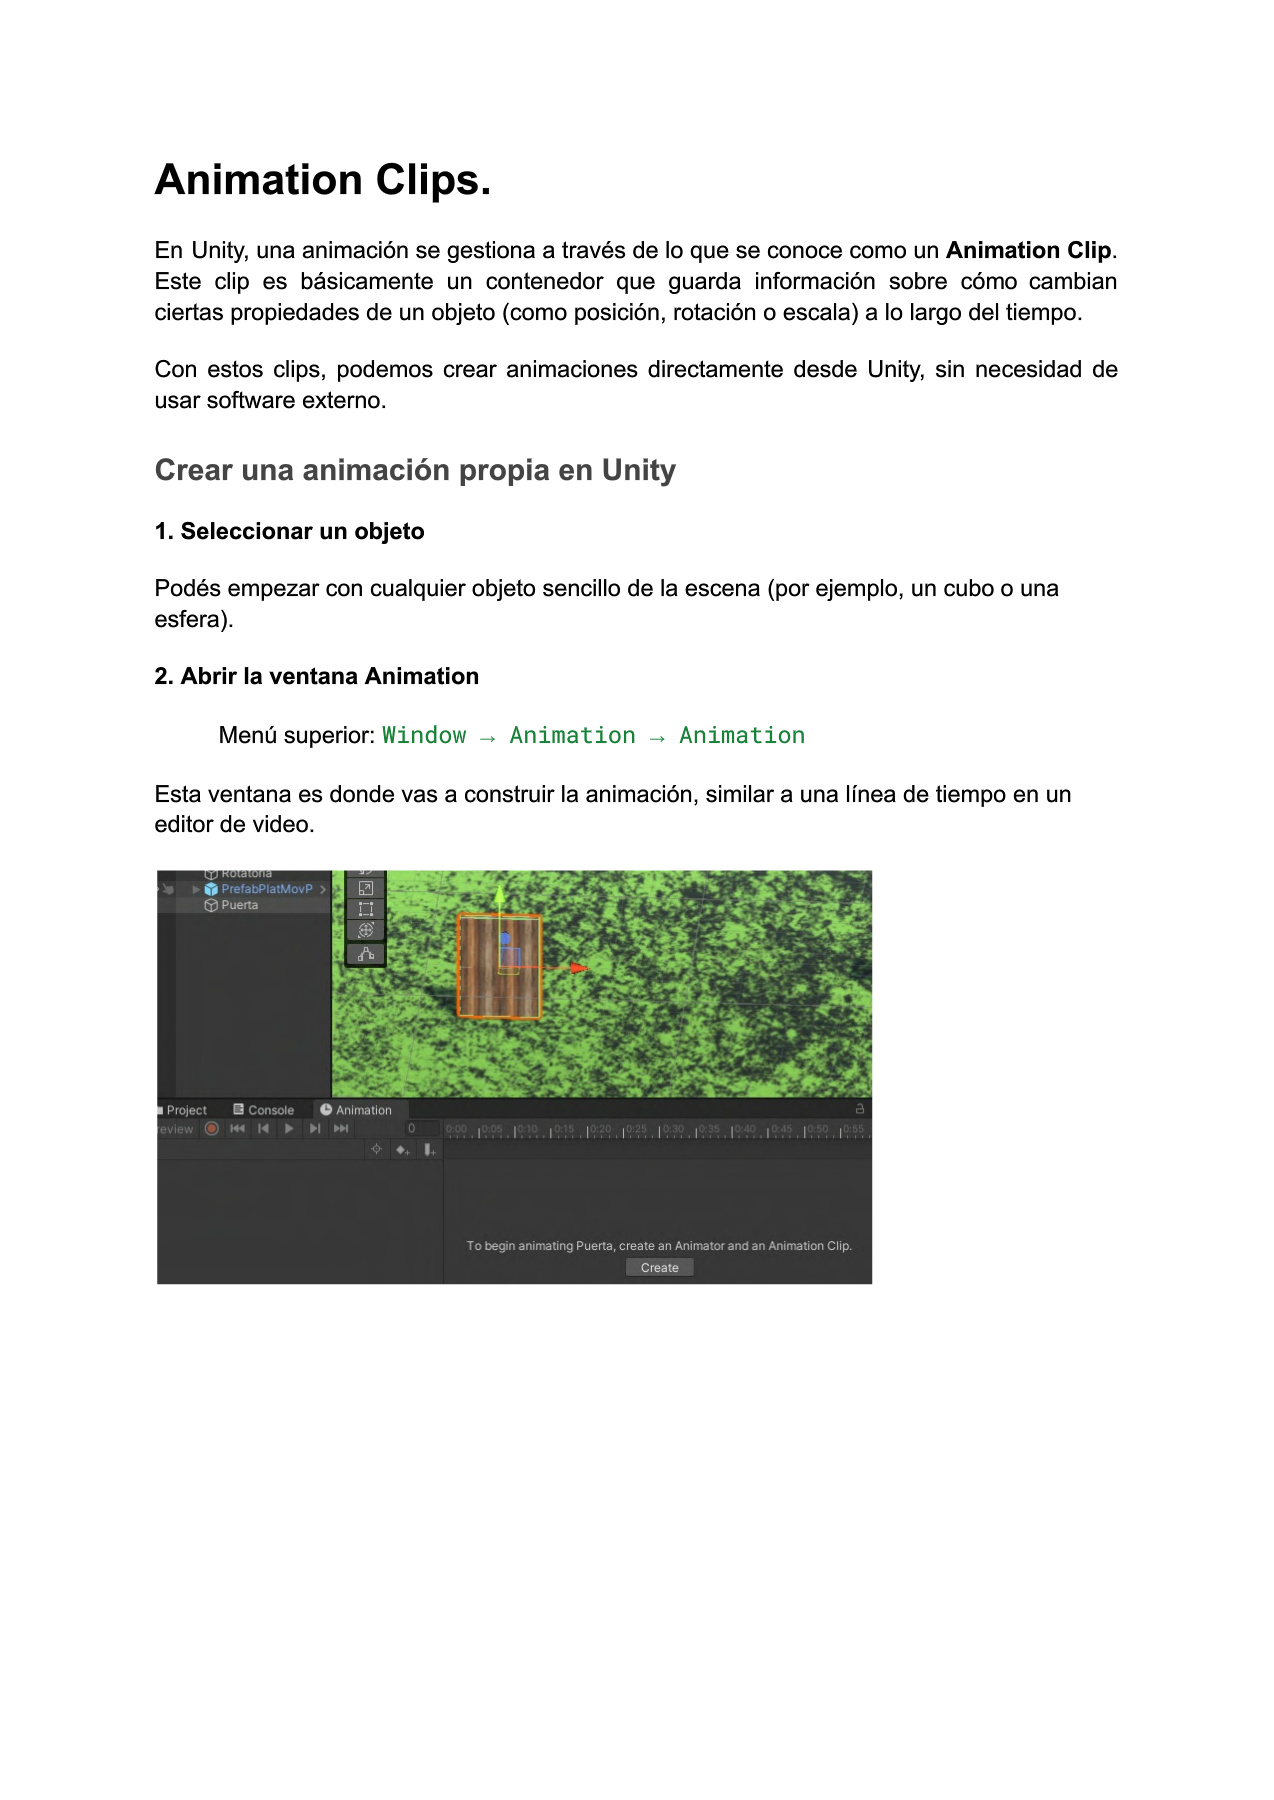 Animation Clips.
En Unity, una animación se gestiona a través de lo que se conoce como un Animation Clip.
Este clip es básicamente un contenedor que guarda información sobre cómo cambian
ciertas propiedades de un objeto (como posición, rotación o escala) a lo largo del tiempo.
Con estos clips, podemos crear animaciones directamente desde Unity, sin necesidad de
usar software externo.
Crear una animación propia en Unity
1. Seleccionar un objeto
Podés empezar con cualquier objeto sencillo de la escena (por ejemplo, un cubo o una
esfera).
2. Abrir la ventana Animation
Menú superior: Window → Animation → Animation
Esta ventana es donde vas a construir la animación, similar a una línea de tiempo en un
editor de video.
Rotatoria
PrefabPlatMovP
Puerta
Project Console Animation
review 0 0:00 0:05 0:10 0:15 0:20 0:25 0:30 0:35 0:40 0:45 0:50 0:55
To begin animating Puerta, create an Animator and an Animation Clip.
Create